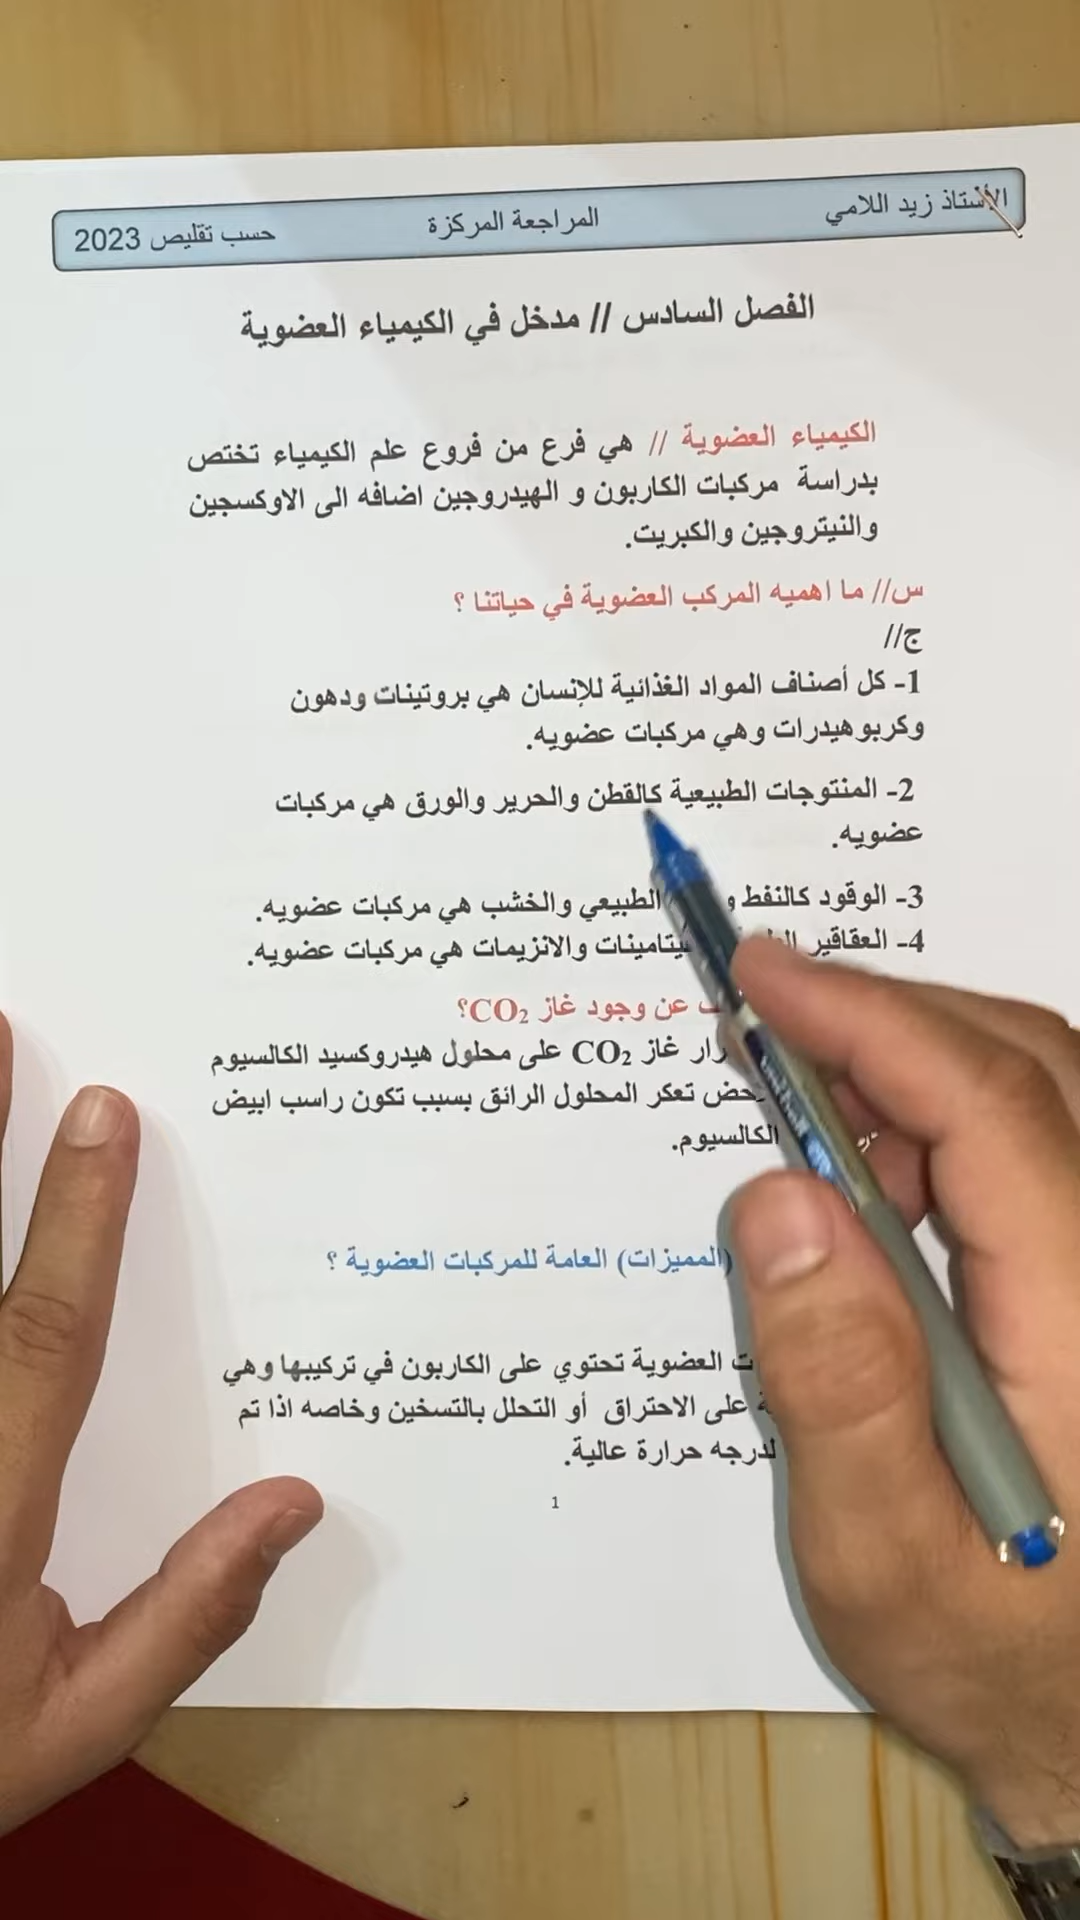 الأستاذ زيد اللامي المراجعة المركزة حسب تقليص 2023
الفصل السادس // مدخل في الكيمياء العضوية
الكيمياء العضوية // هي فرع من فروع علم الكيمياء تختص
بدراسة مركبات الكاربون و الهيدروجين اضافه الى الاوكسجين
والنيتروجين والكبريت.
س// ما اهميه المركب العضوية في حياتنا ؟
ج//
1- كل أصناف المواد الغذائية للإنسان هي بروتينات ودهون
وكربوهيدرات وهي مركبات عضويه.
2- المنتوجات الطبيعية كالقطن والحرير والورق هي مركبات
عضويه.
3- الوقود كالنفط الطبيعي والخشب هي مركبات عضويه.
4- العقاقير والانزيمات هي مركبات عضويه.
عن وجود غاز CO₂؟
غاز CO₂ على محلول هيدروكسيد الكالسيوم
تعكر المحلول الرائق بسبب تكون راسب ابيض
الكالسيوم.
(المميزات) العامة للمركبات العضوية ؟
العضوية تحتوي على الكاربون في تركيبها وهي
على الاحتراق أو التحلل بالتسخين وخاصه اذا تم
لدرجه حرارة عالية.
1